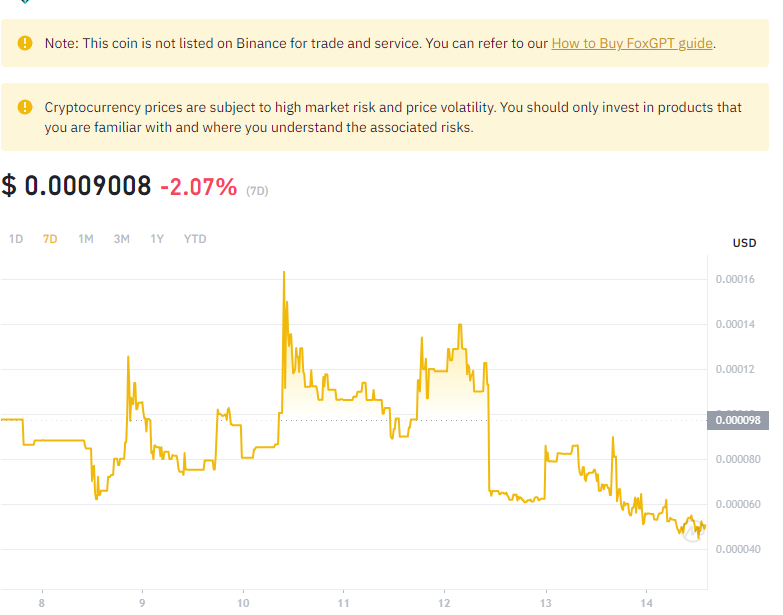 Note: This coin is not listed on Binance for trade and service. You can refer to our How to Buy FoxGPT guide.
Cryptocurrency prices are subject to high market risk and price volatility. You should only invest in products that
you are familiar with and where you understand the associated risks.
$ 0.0009008 -2.07% (7D)
1D 7D 1M 3M 1Y YTD
USD
0.00016
0.00014
0.00012
0.000098
0.000080
0.000060
0.000040
8 9 10 11 12 13 14